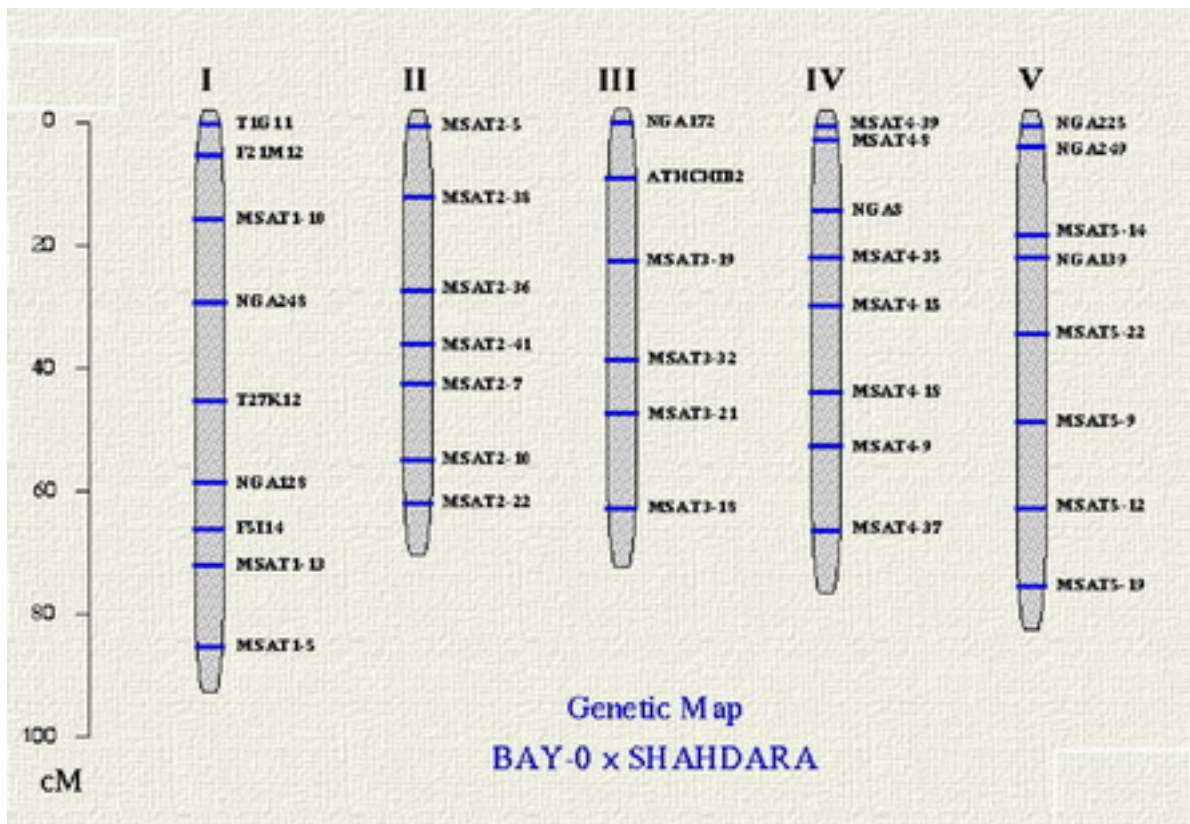 I II III IV V
0
20
40
60
80
100
cM
T1G11
F21M12
MSAT1-10
NGA248
T27K12
NGA128
F5I14
MSAT1-13
MSAT1-5
MSAT2-5
MSAT2-38
MSAT2-36
MSAT2-41
MSAT2-7
MSAT2-10
MSAT2-22
NGA172
ATHCHIB2
MSAT3-19
MSAT3-32
MSAT3-21
MSAT3-18
MSAT4-39
MSAT4-8
NGA8
MSAT4-35
MSAT4-15
MSAT4-18
MSAT4-9
MSAT4-37
NGA225
NGA249
MSAT5-14
NGA139
MSAT5-22
MSAT5-9
MSAT5-12
MSAT5-19
Genetic Map
BAY-0 x SHAHDARA